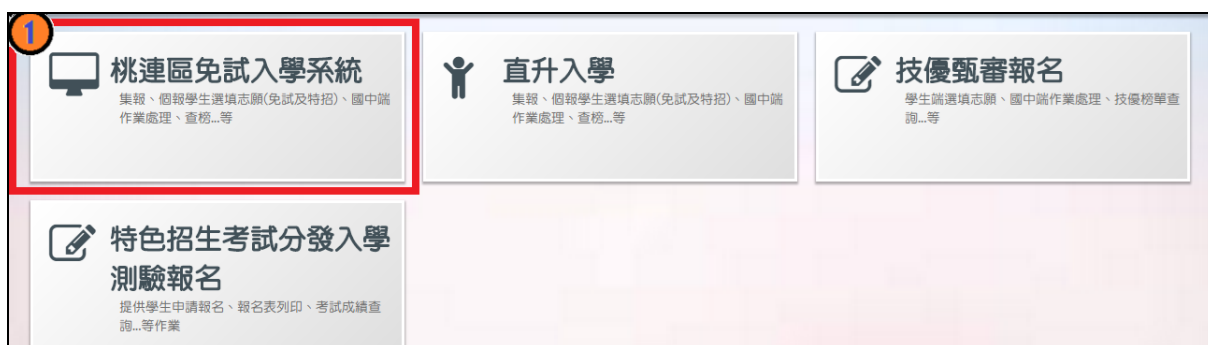 1
桃連區免試入學系統
集報、個報學生選填志願(免試及特招)、國中端
作業處理、查榜...等
直升入學
集報、個報學生選填志願(免試及特招)、國中端
作業處理、查榜...等
技優甄審報名
學生端選填志願、國中端作業處理、技優榜單查
詢...等
特色招生考試分發入學
測驗報名
提供學生申請報名、報名表列印、考試成績查
詢...等作業